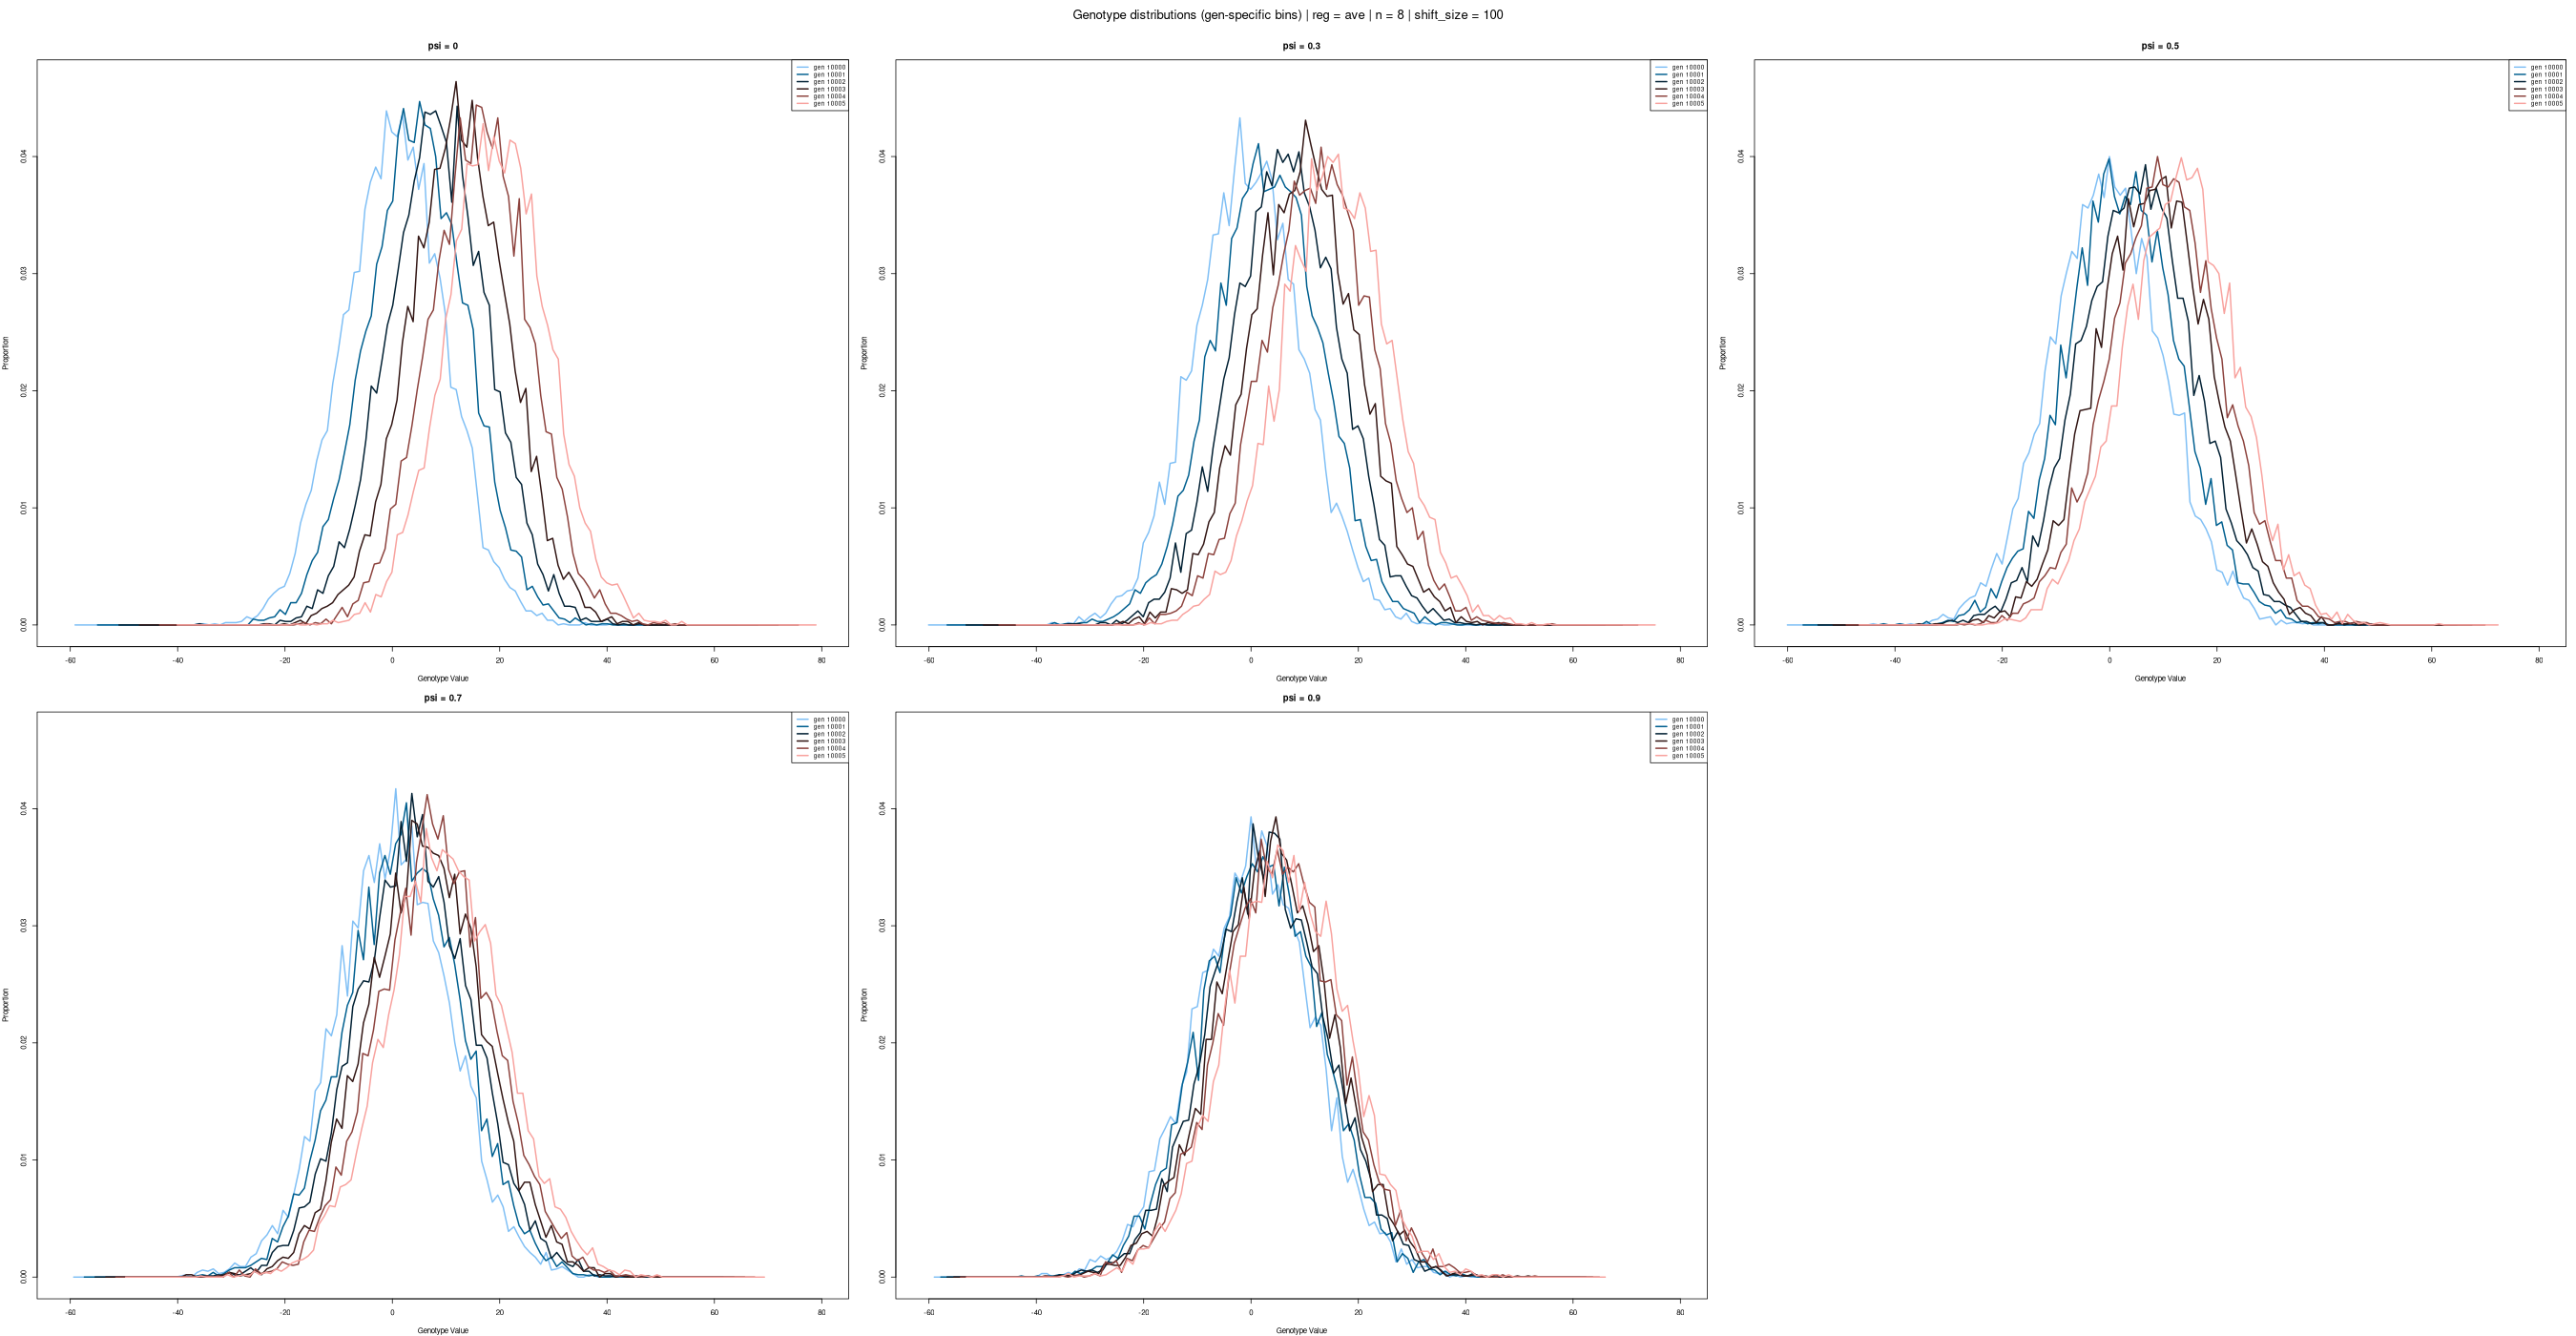 Genotype distributions (gen-specific bins) | reg = ave | n = 8 | shift_size = 100
psi = 0
gen 10000
gen 10001
gen 10002
gen 10003
gen 10004
gen 10005
Proportion
0.04
0.03
0.02
0.01
0.00
-60 -40 -20 0 20 40 60 80
Genotype Value
psi = 0.3
gen 10000
gen 10001
gen 10002
gen 10003
gen 10004
gen 10005
Proportion
0.04
0.03
0.02
0.01
0.00
-60 -40 -20 0 20 40 60 80
Genotype Value
psi = 0.5
gen 10000
gen 10001
gen 10002
gen 10003
gen 10004
gen 10005
Proportion
0.04
0.03
0.02
0.01
0.00
-60 -40 -20 0 20 40 60 80
Genotype Value
psi = 0.7
gen 10000
gen 10001
gen 10002
gen 10003
gen 10004
gen 10005
Proportion
0.04
0.03
0.02
0.01
0.00
-60 -40 -20 0 20 40 60 80
Genotype Value
psi = 0.9
gen 10000
gen 10001
gen 10002
gen 10003
gen 10004
gen 10005
Proportion
0.04
0.03
0.02
0.01
0.00
-60 -40 -20 0 20 40 60 80
Genotype Value